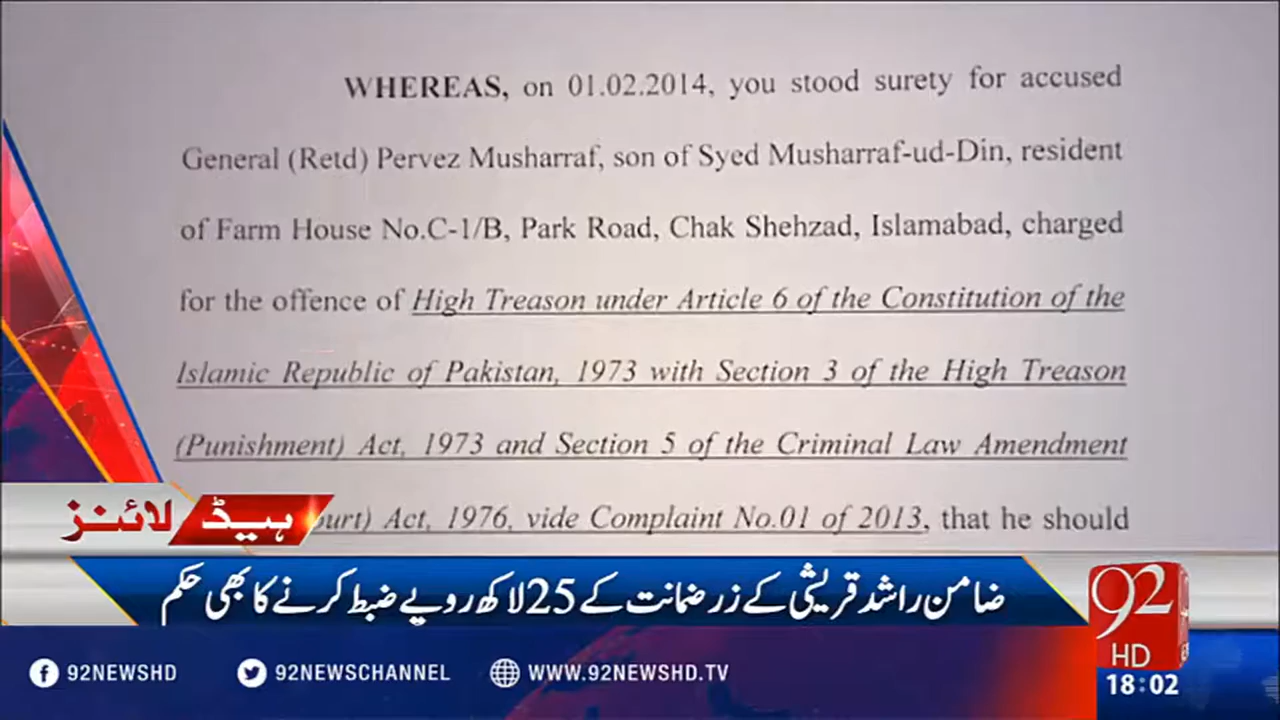 WHEREAS, on 01.02.2014, you stood surety for accused
General (Retd) Pervez Musharraf, son of Syed Musharraf-ud-Din, resident
of Farm House No.C-1/B, Park Road, Chak Shehzad, Islamabad, charged
for the offence of High Treason under Article 6 of the Constitution of the
Islamic Republic of Pakistan, 1973 with Section 3 of the High Treason
(Punishment) Act, 1973 and Section 5 of the Criminal Law Amendment
ourt) Act, 1976, vide Complaint No.01 of 2013, that he should
ہیڈ لائنز
ضامن راشد قریشی کے زر ضمانت کے 25 لاکھ روپے ضبط کرنے کا بھی حکم
92
HD
92NEWSHD 92NEWSCHANNEL WWW.92NEWSHD.TV
18:02